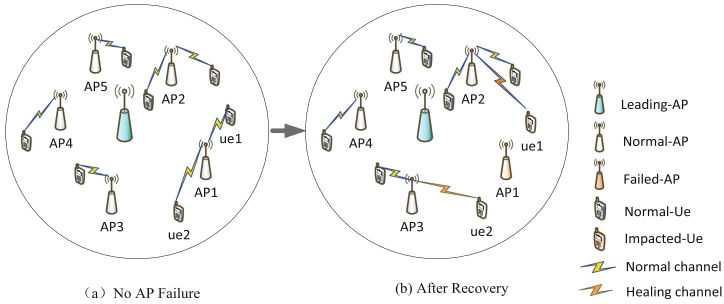 AP5
AP2
AP4
ue1
AP1
AP3
ue2
(a) No AP Failure
AP5
AP2
AP4
ue1
AP1
AP3
ue2
(b) After Recovery
Leading-AP
Normal-AP
Failed-AP
Normal-Ue
Impacted-Ue
Normal channel
Healing channel